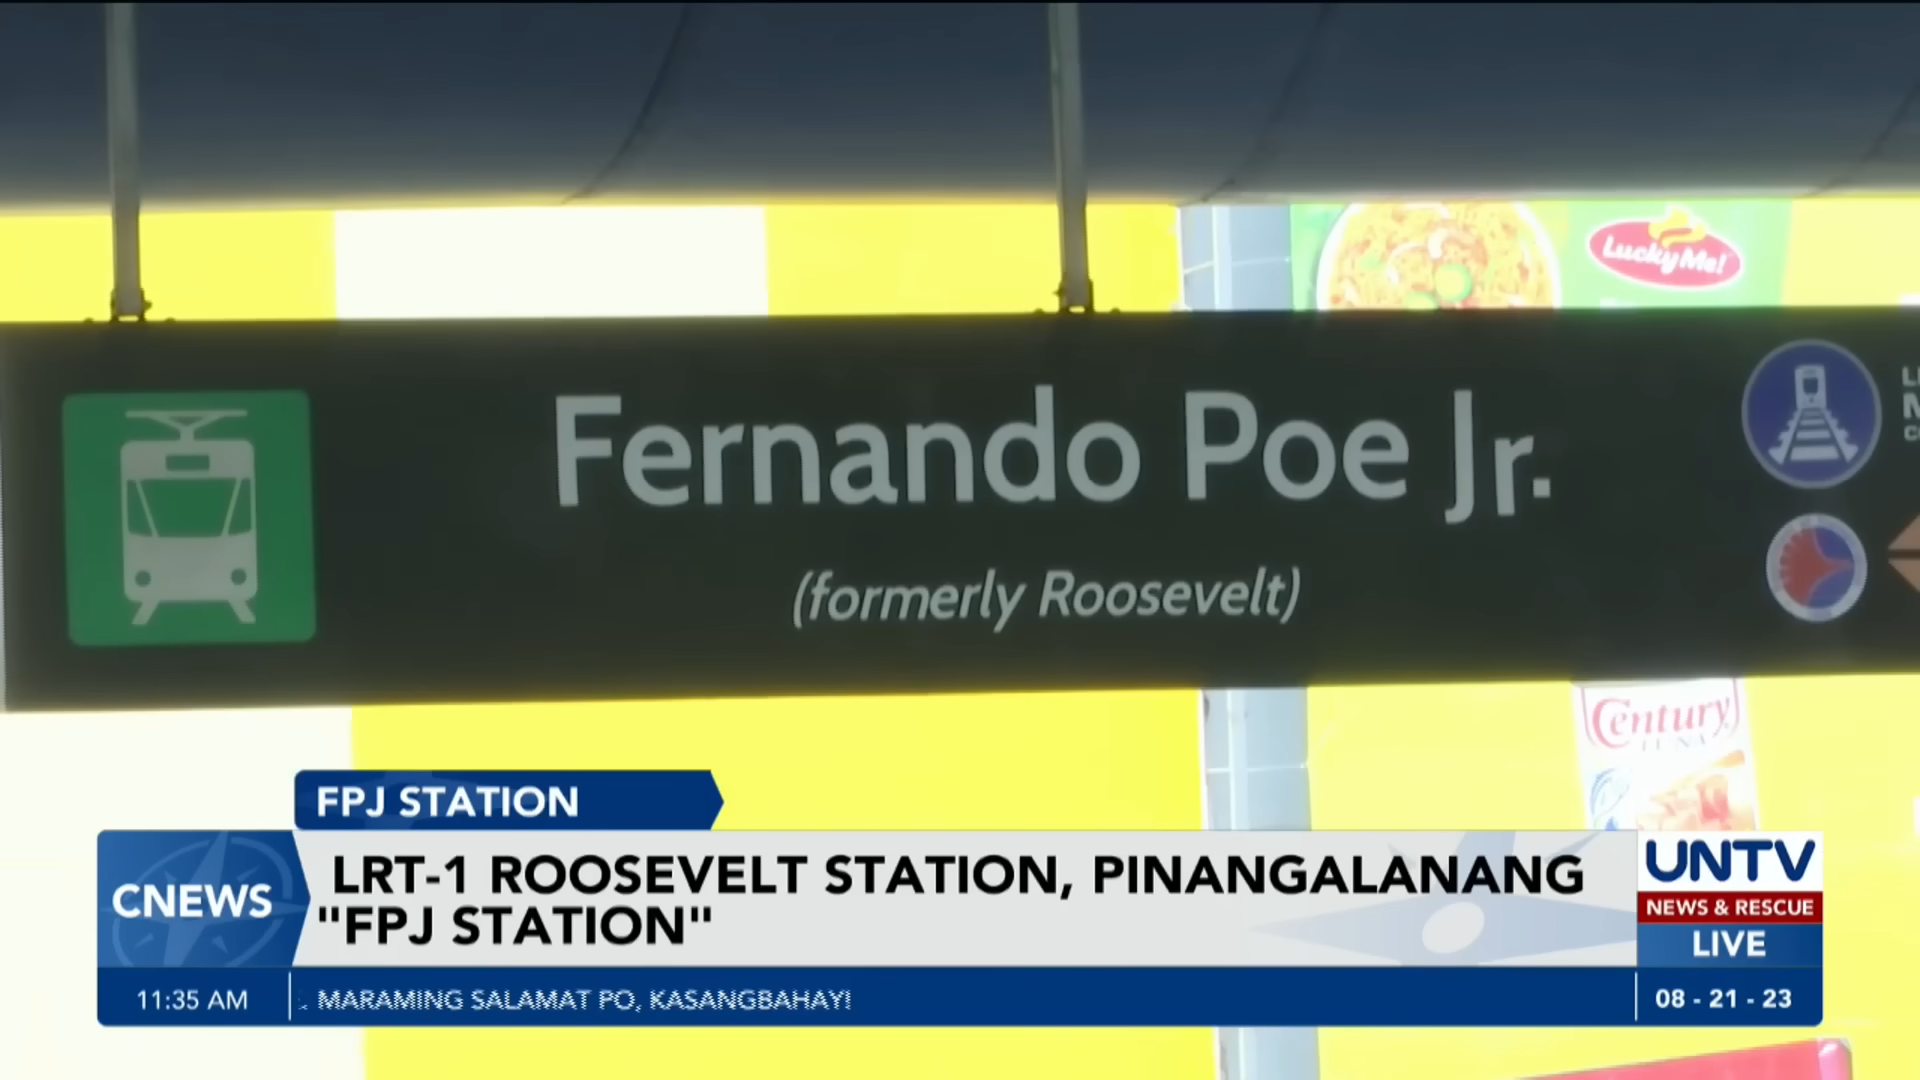 Lucky Me!
Fernando Poe Jr.
(formerly Roosevelt)
Century
TUNA
FPJ STATION
CNEWS
LRT-1 ROOSEVELT STATION, PINANGALANANG
"FPJ STATION"
UNTV
NEWS & RESCUE
LIVE
11:35 AM
MARAMING SALAMAT PO, KASANGBAHAY!
08 - 21 - 23